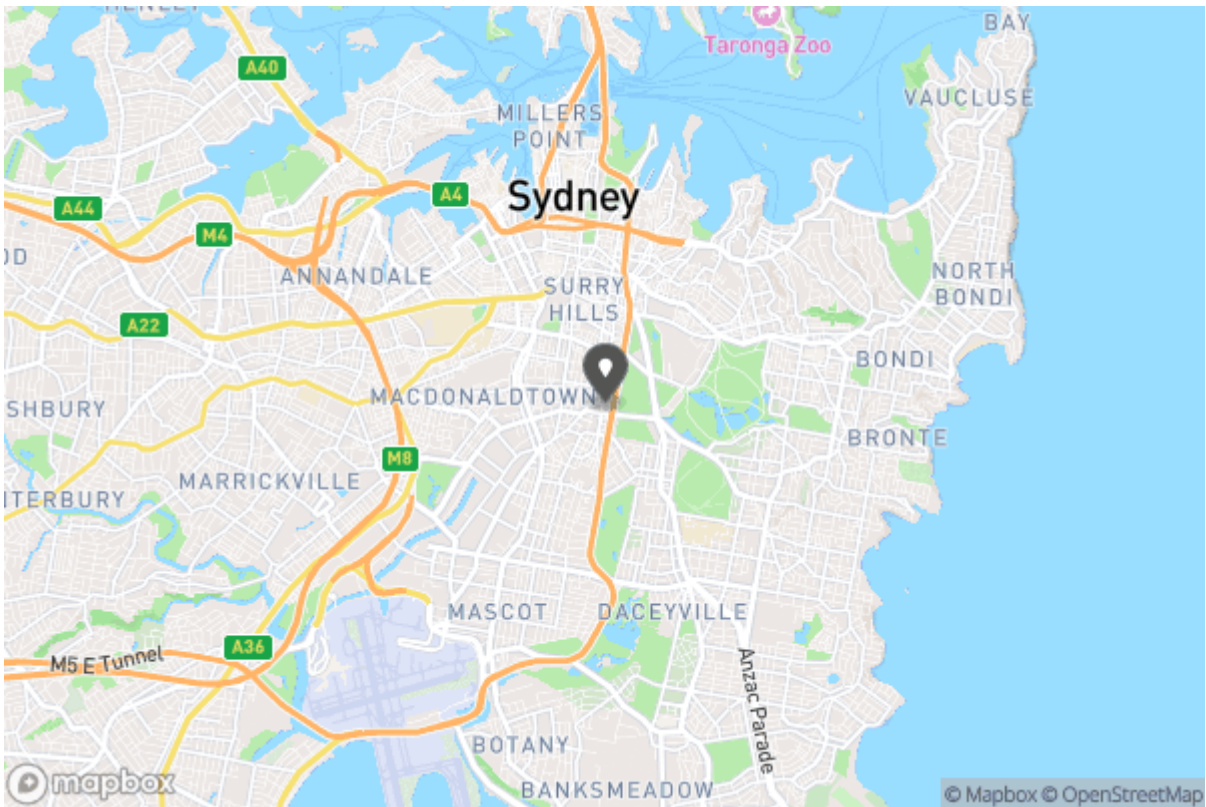 BAY
Taronga Zoo
A40
VAUCLUSE
MILLERS
POINT
A4
Sydney
A44
M4
ANNANDALE
NORTH
BONDI
SURRY
HILLS
A22
BONDI
MACDONALDTOWN
SHBURY
BRONTE
M8
MARRICKVILLE
TERBURY
MASCOT
DACEYVILLE
A36
M5 E Tunnel
Anzac Parade
BOTANY
BANKSMEADOW
mapbox
© Mapbox © OpenStreetMap